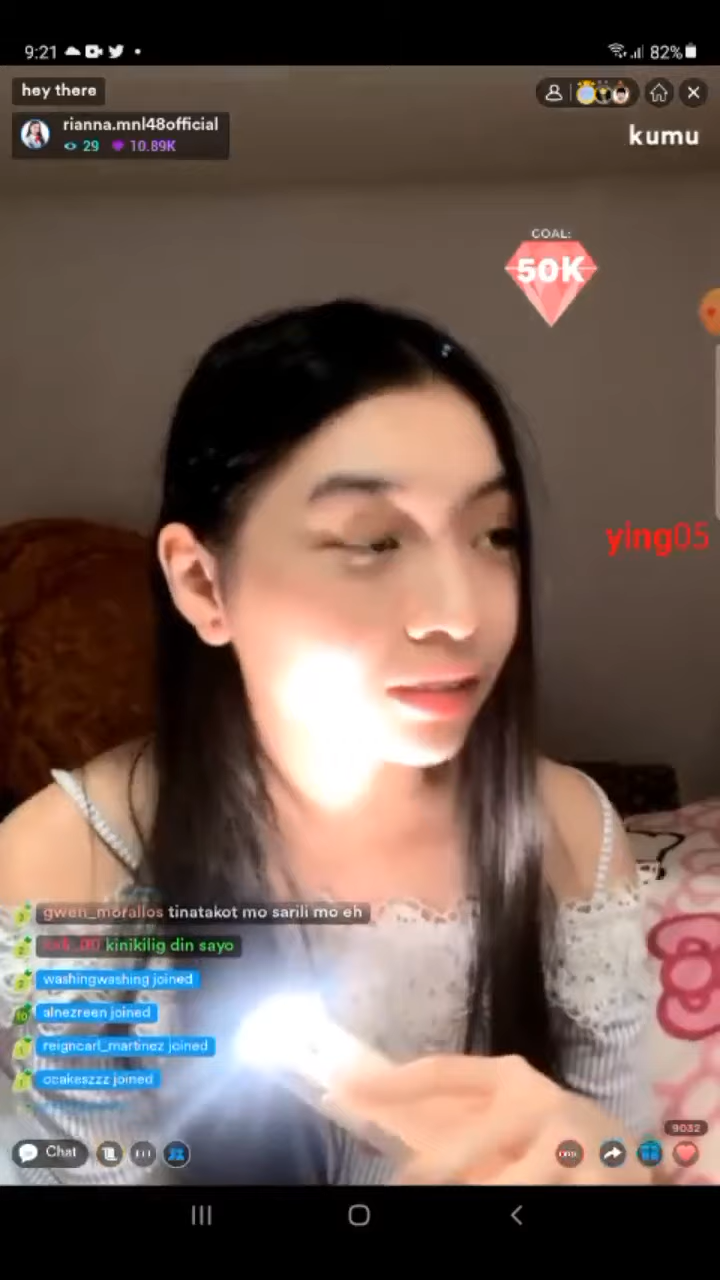 9:21
82%
hey there
rianna.mnl48official
29 10.89K
kumu
GOAL:
50K
ying05
gwen_morallos tinatakot mo sarili mo eh
kinikilig din sayo
washingwashing joined
alnezreen joined
reigncarl_martinez joined
ocakeszzz joined
9032
Chat